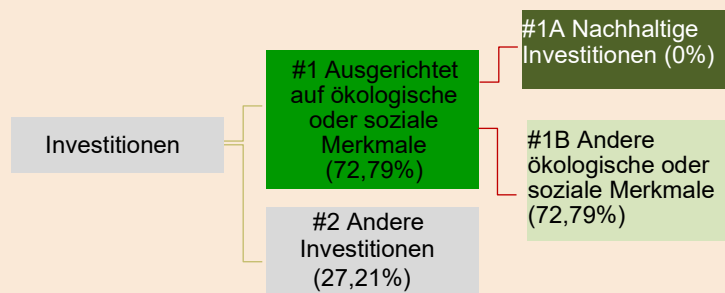 Investitionen
#1 Ausgerichtet
auf ökologische
oder soziale
Merkmale
(72,79%)
#2 Andere
Investitionen
(27,21%)
#1A Nachhaltige
Investitionen (0%)
#1B Andere
ökologische oder
soziale Merkmale
(72,79%)